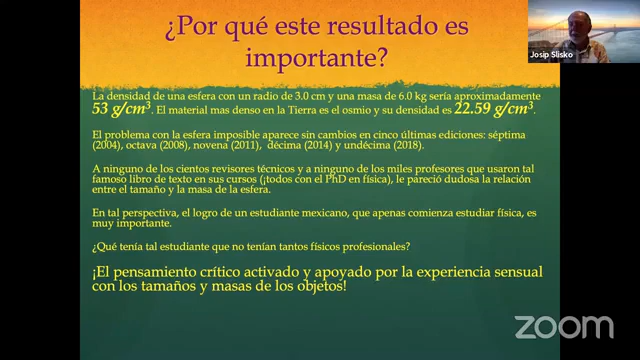 ¿Por qué este resultado es
importante?
Josip Slisko
La densidad de una esfera con un radio de 3.0 cm y una masa de 6.0 kg sería aproximadamente
53 g/cm³. El material mas denso en la Tierra es el osmio y su densidad es 22.59 g/cm³.
El problema con la esfera imposible aparece sin cambios en cinco últimas ediciones: séptima
(2004), octava (2008), novena (2011), décima (2014) y undécima (2018).
A ninguno de los cientos revisores técnicos y a ninguno de los miles profesores que usaron tal
famoso libro de texto en sus cursos (¡todos con el PhD en física), le pareció dudosa la relación
entre el tamaño y la masa de la esfera.
En tal perspectiva, el logro de un estudiante mexicano, que apenas comienza estudiar física, es
muy importante.
¿Qué tenía tal estudiante que no tenían tantos físicos profesionales?
¡El pensamiento crítico activado y apoyado por la experiencia sensual
con los tamaños y masas de los objetos!
zoom